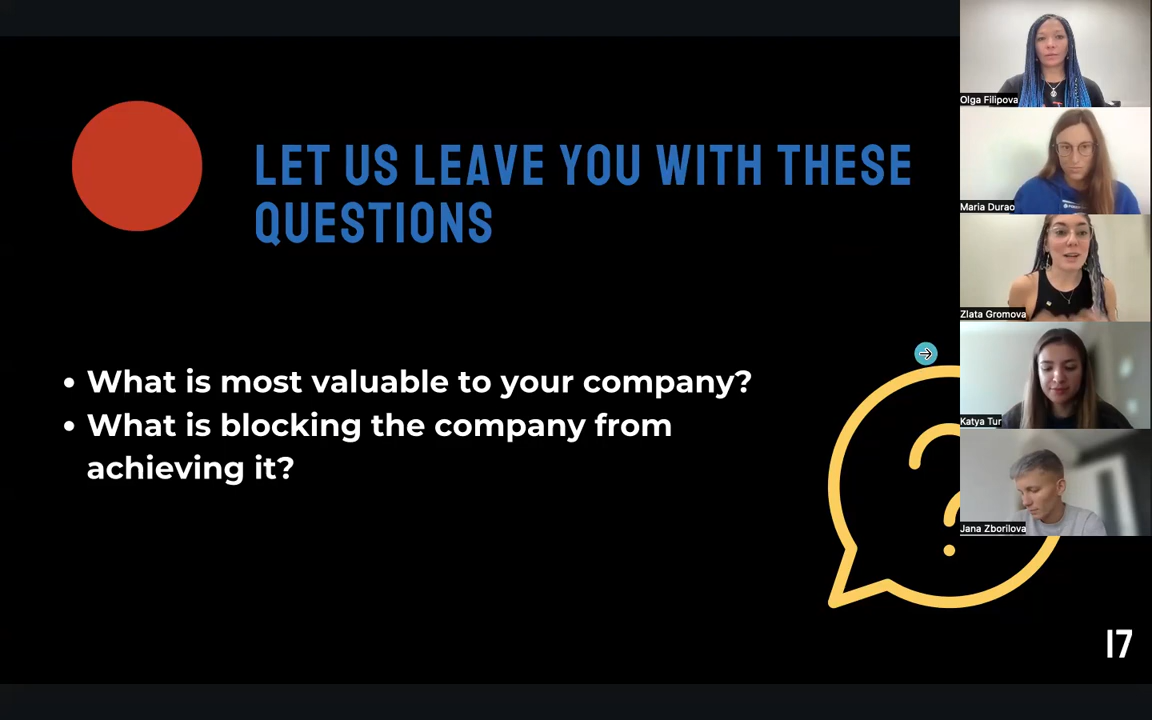 LET US LEAVE YOU WITH THESE
QUESTIONS
• What is most valuable to your company?
• What is blocking the company from
achieving it?
17
Olga Filipova
Maria Durao
Zlata Gromova
Katya Tur
Jana Zborilova